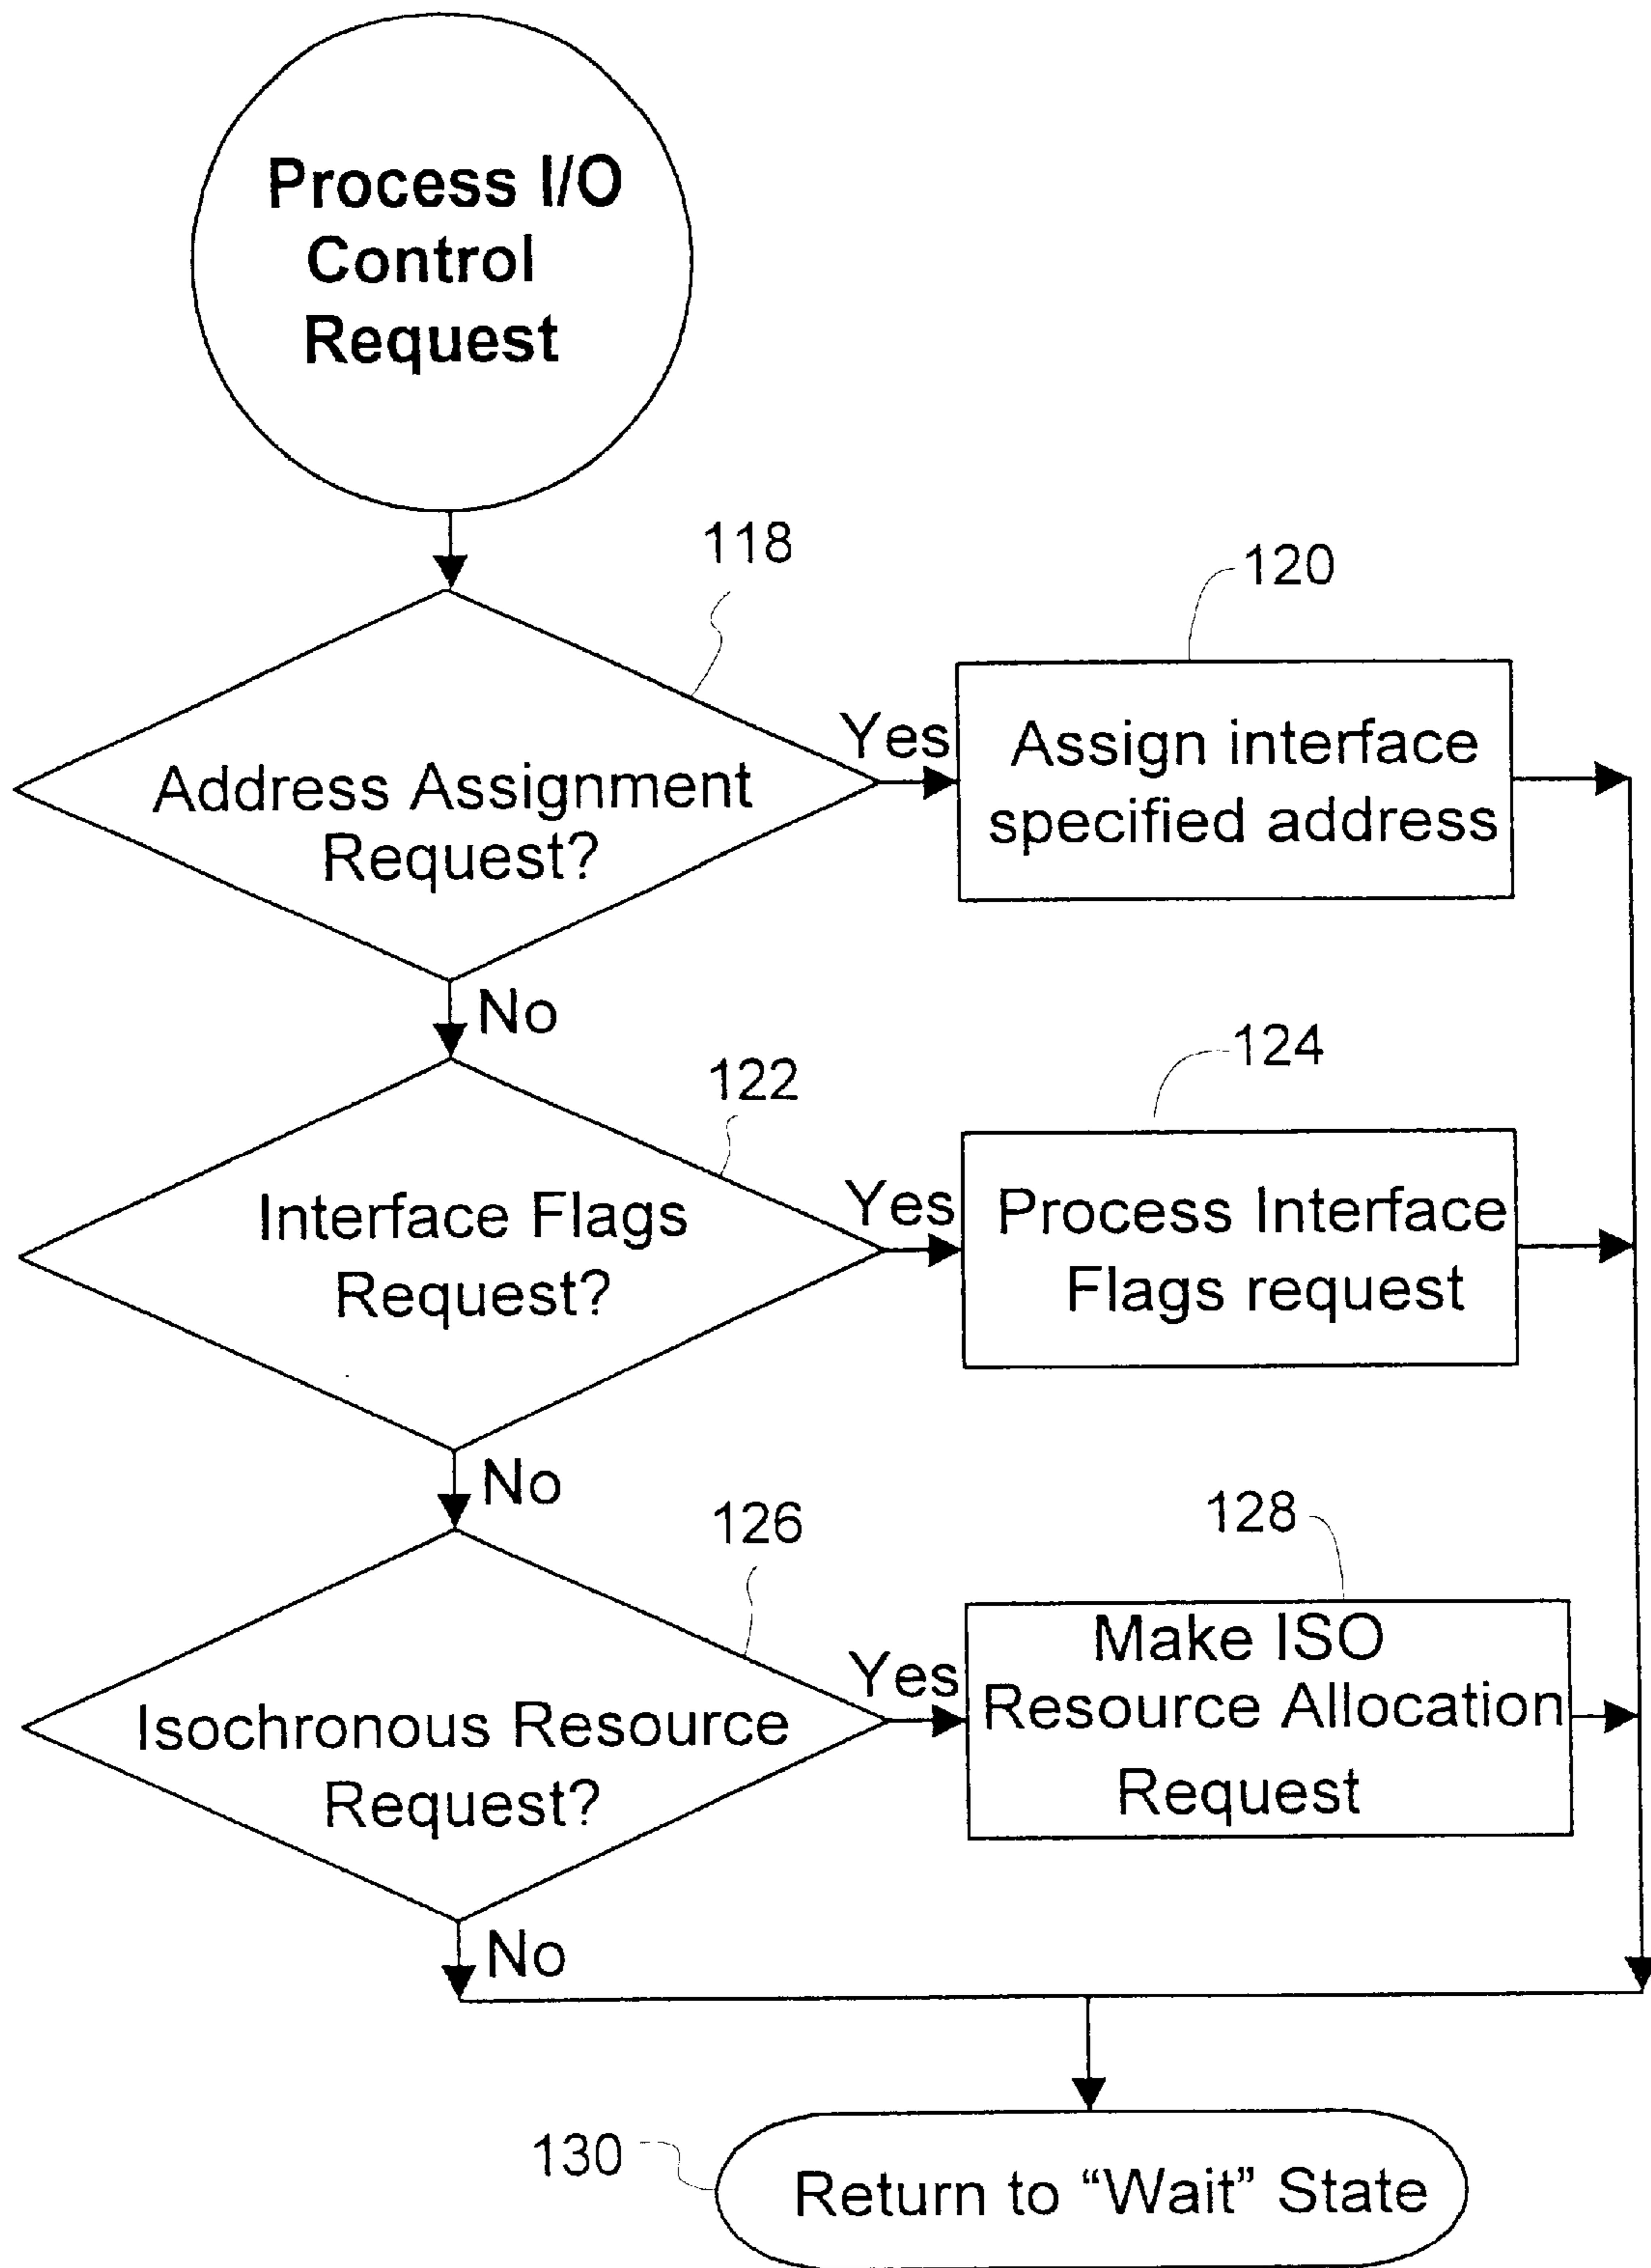 Process I/O
Control
Request
118
120
Address Assignment
Request?
Yes
Assign interface
specified address
No
122
124
Interface Flags
Request?
Yes
Process Interface
Flags request
No
126
128
Isochronous Resource
Request?
Yes
Make ISO
Resource Allocation
Request
No
130
Return to “Wait” State